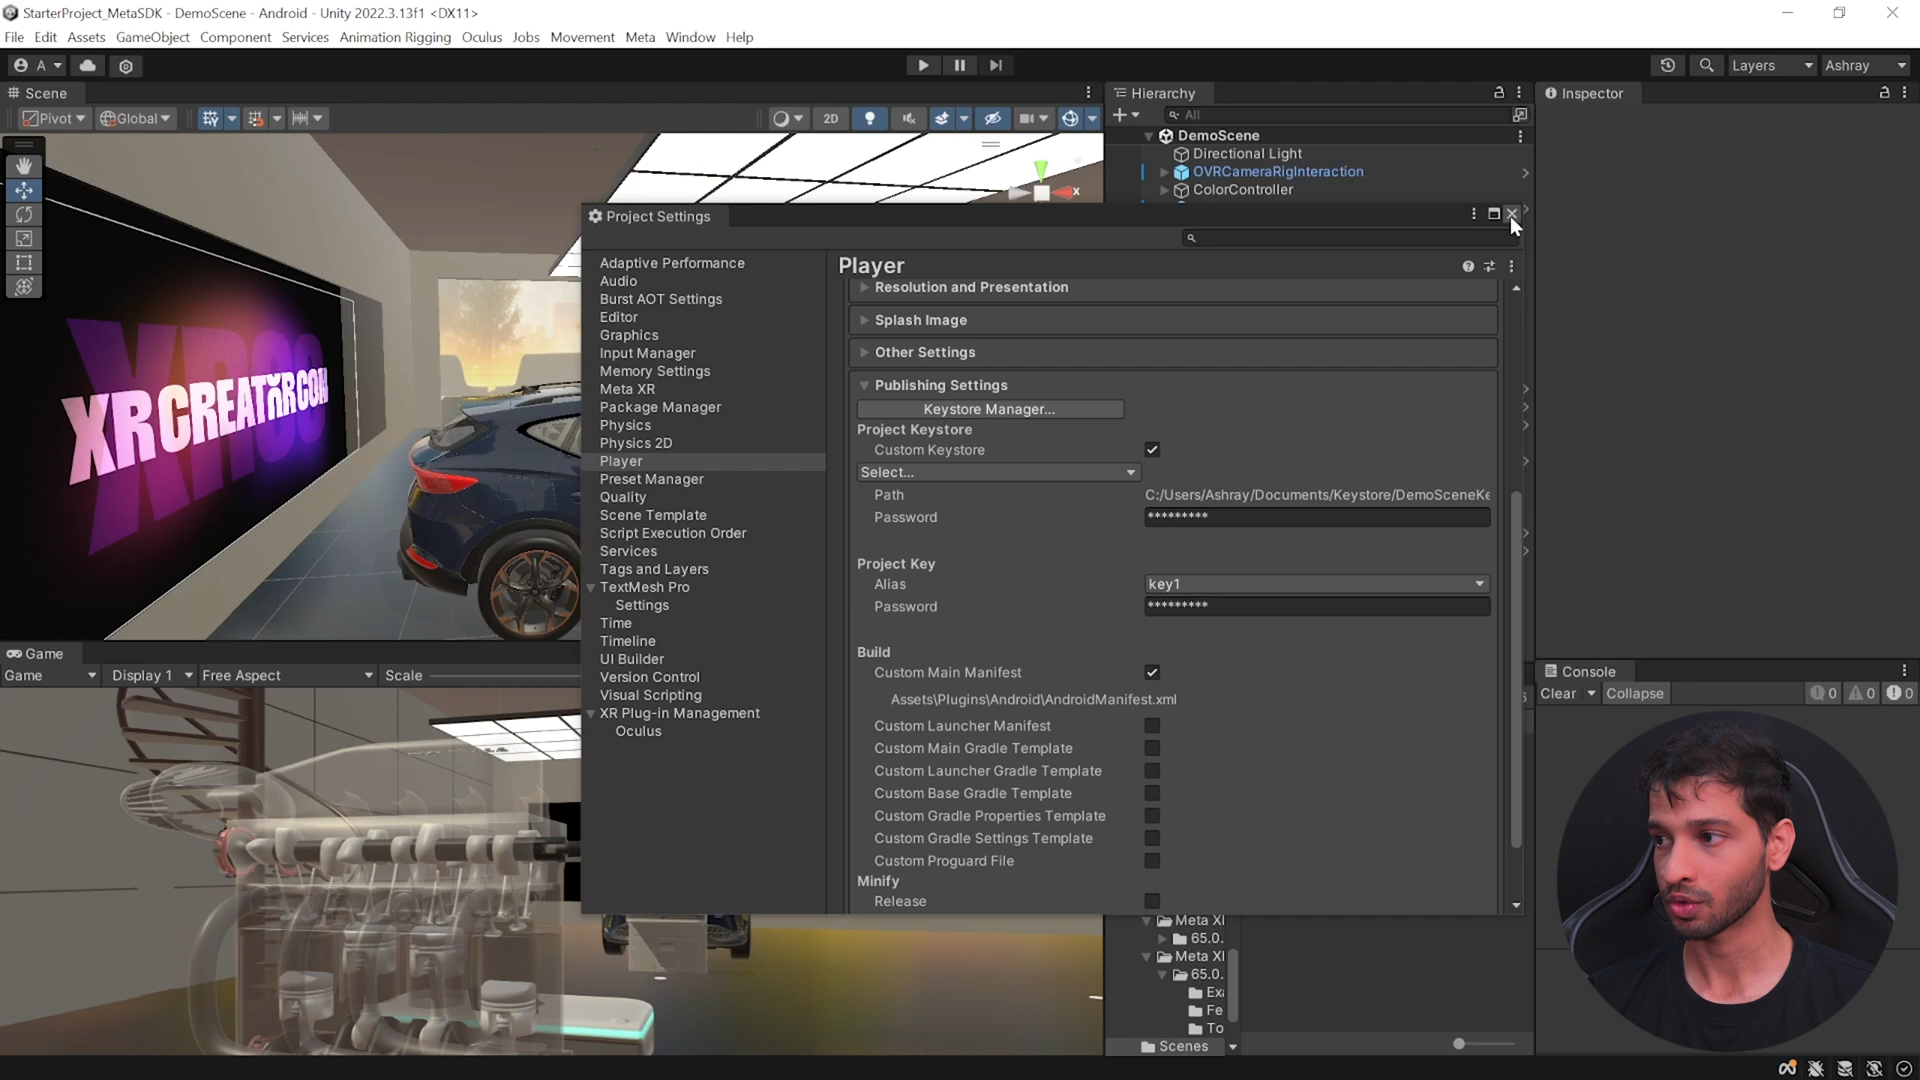 StarterProject_MetaSDK - DemoScene - Android - Unity 2022.3.13f1 <DX11>
File Edit Assets GameObject Component Services Animation Rigging Oculus Jobs Movement Meta Window Help
A Layers Ashray
Scene
Hierarchy
Inspector
Pivot Global 2D
All
DemoScene
Directional Light
OVRCameraRigInteraction
ColorController
x
XRCREATOR.COM
Project Settings
Adaptive Performance
Audio
Burst AOT Settings
Editor
Graphics
Input Manager
Memory Settings
Meta XR
Package Manager
Physics
Physics 2D
Player
Preset Manager
Quality
Scene Template
Script Execution Order
Services
Tags and Layers
TextMesh Pro
Settings
Time
Timeline
UI Builder
Version Control
Visual Scripting
XR Plug-in Management
Oculus
Player
Resolution and Presentation
Splash Image
Other Settings
Publishing Settings
Keystore Manager...
Project Keystore
Custom Keystore
Select...
Path C:/Users/Ashray/Documents/Keystore/DemoSceneKe
Password *********
Project Key
Alias key1
Password *********
Build
Custom Main Manifest
Assets\Plugins\Android\AndroidManifest.xml
Custom Launcher Manifest
Custom Main Gradle Template
Custom Launcher Gradle Template
Custom Base Gradle Template
Custom Gradle Properties Template
Custom Gradle Settings Template
Custom Proguard File
Minify
Release
Game
Game Display 1 Free Aspect Scale
Console
Clear Collapse 0 0 0
Meta XI
65.0.
Meta XI
65.0.
Exa
Fe
To
Scenes